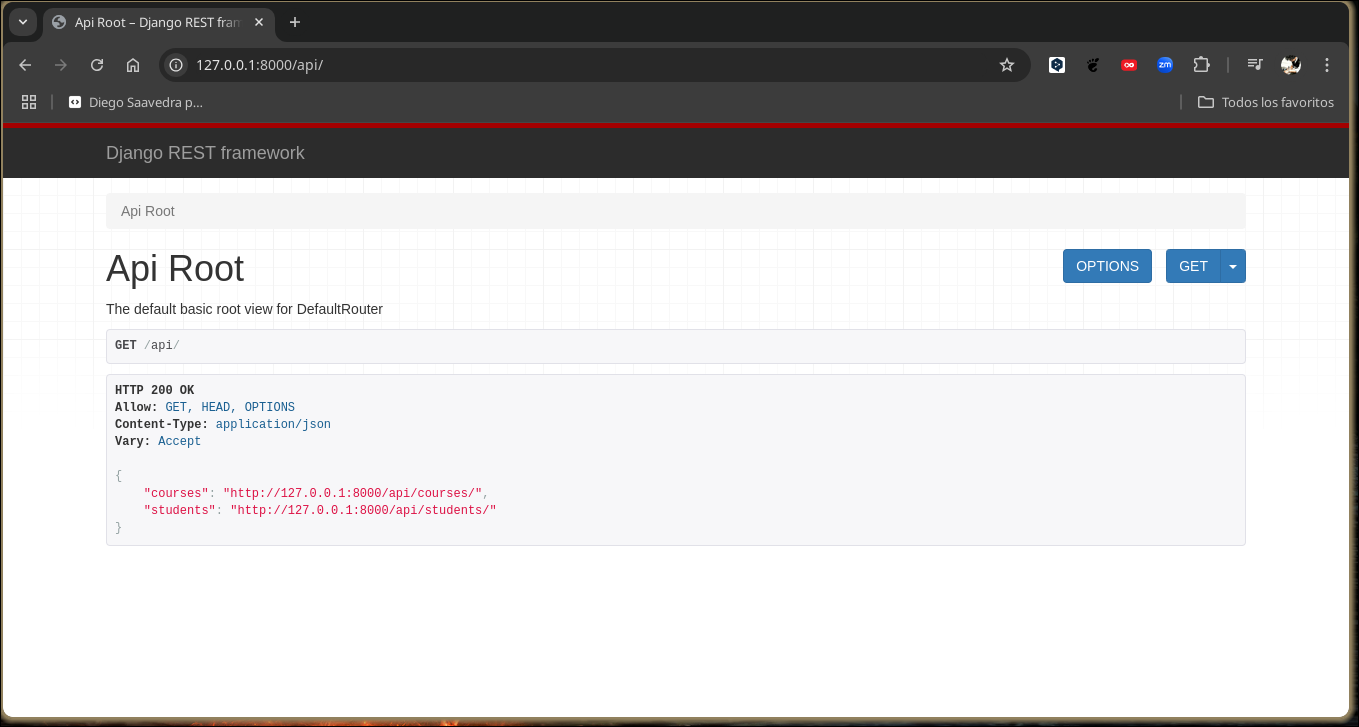 Api Root – Django REST fram
127.0.0.1:8000/api/
zm
Diego Saavedra p...
Todos los favoritos
Django REST framework
Api Root
Api Root
OPTIONS
GET
The default basic root view for DefaultRouter
GET /api/
HTTP 200 OK
Allow: GET, HEAD, OPTIONS
Content-Type: application/json
Vary: Accept
{
    "courses": "http://127.0.0.1:8000/api/courses/",
    "students": "http://127.0.0.1:8000/api/students/"
}